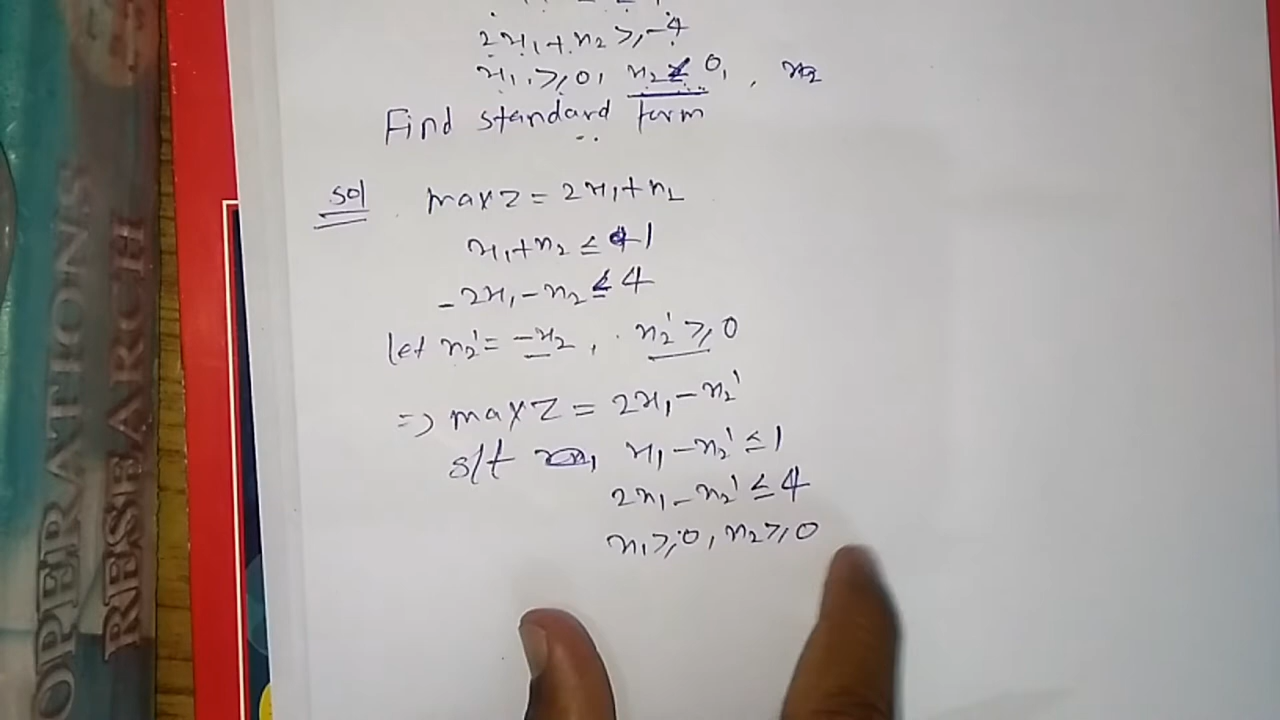 2x₁+x₂ ≥ -4
x₁ ≥ 0, x₂ ≤ 0, , x₂
Find standard form
Sol max Z = 2x₁+x₂
x₁+x₂ ≤ 1
-2x₁-x₂ ≤ 4
let x₂' = -x₂, x₂' ≥ 0
=> max Z = 2x₁-x₂'
s/t x₁-x₂' ≤ 1
2x₁-x₂' ≤ 4
x₁ ≥ 0, x₂ ≥ 0
OPERATIONS
RESEARCH